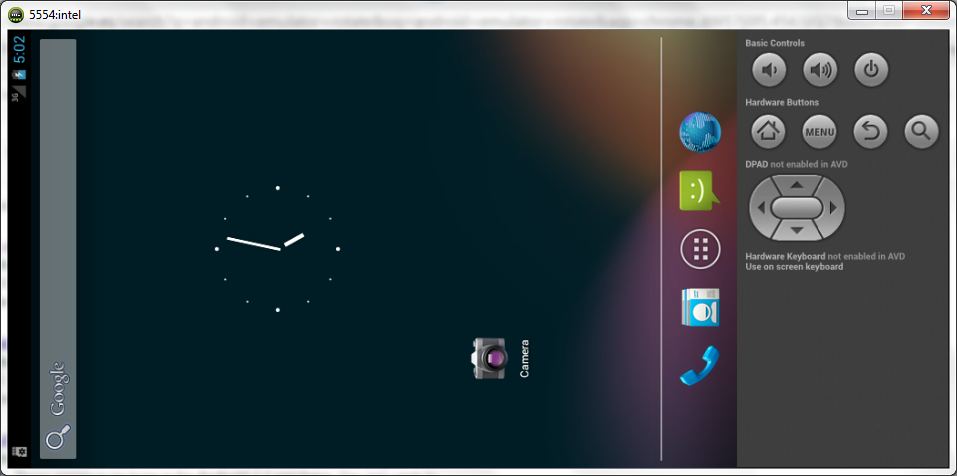 5554:intel
5:02
3G
Google
Camera
Basic Controls
Hardware Buttons
MENU
DPAD not enabled in AVD
Hardware Keyboard not enabled in AVD
Use on screen keyboard